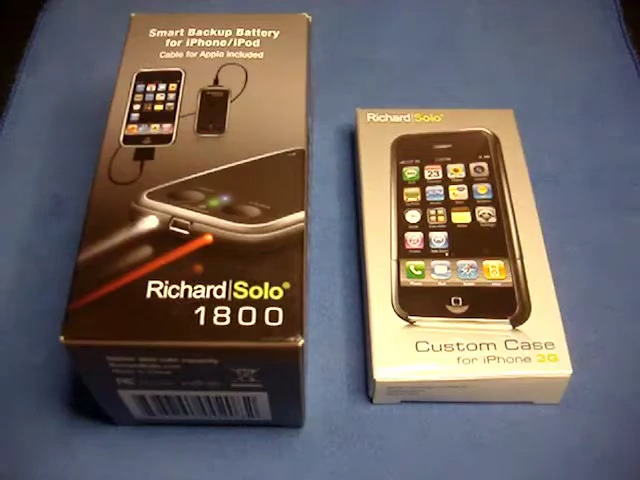 Smart Backup Battery
for iPhone/iPod
Cable for Apple included
Richard|Solo®
1800
Richard|Solo®
23
Custom Case
for iPhone 3G